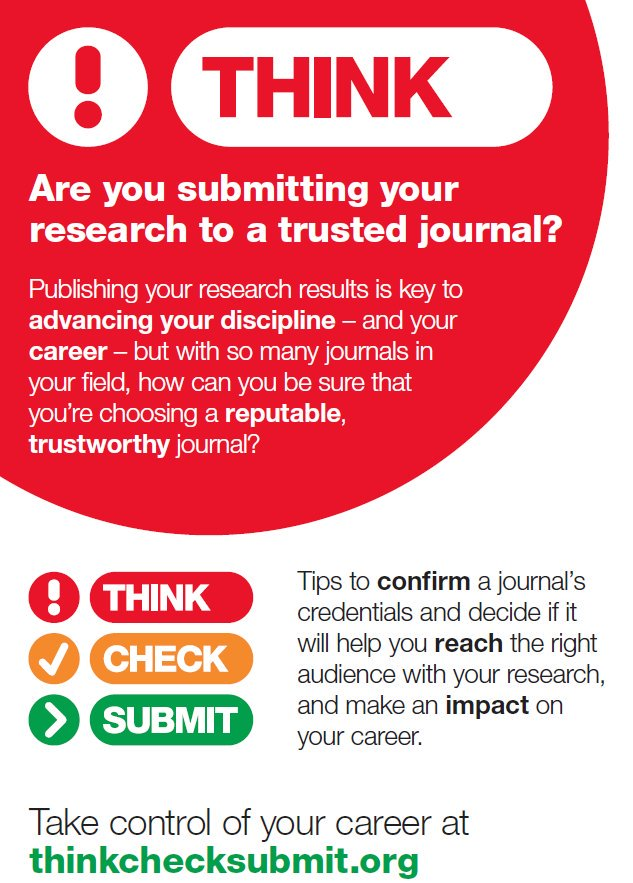 THINK
Are you submitting your
research to a trusted journal?
Publishing your research results is key to
advancing your discipline – and your
career – but with so many journals in
your field, how can you be sure that
you’re choosing a reputable,
trustworthy journal?
THINK
CHECK
SUBMIT
Tips to confirm a journal’s
credentials and decide if it
will help you reach the right
audience with your research,
and make an impact on
your career.
Take control of your career at
thinkchecksubmit.org